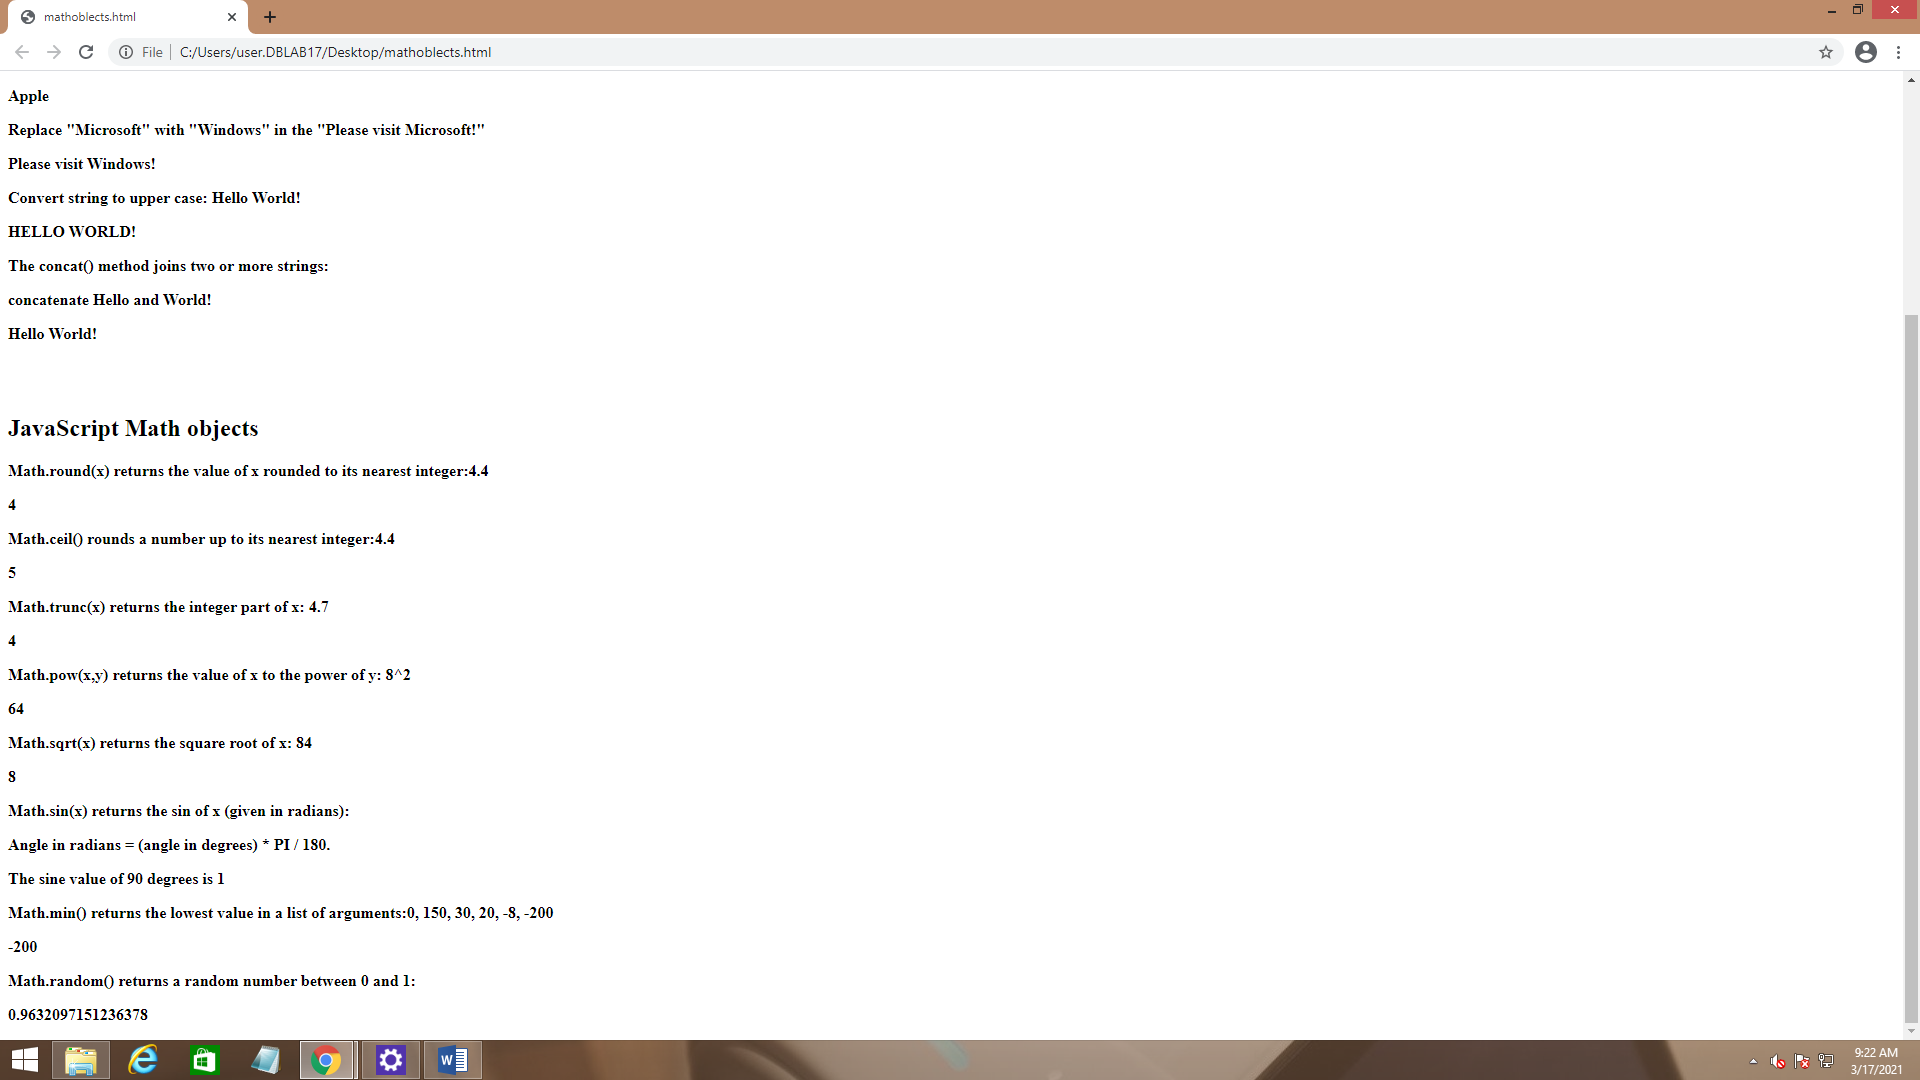 mathoblects.html
File
C:/Users/user.DBLAB17/Desktop/mathoblects.html
Apple
Replace "Microsoft" with "Windows" in the "Please visit Microsoft!"
Please visit Windows!
Convert string to upper case: Hello World!
HELLO WORLD!
The concat() method joins two or more strings:
concatenate Hello and World!
Hello World!
JavaScript Math objects
Math.round(x) returns the value of x rounded to its nearest integer:4.4
4
Math.ceil() rounds a number up to its nearest integer:4.4
5
Math.trunc(x) returns the integer part of x: 4.7
4
Math.pow(x,y) returns the value of x to the power of y: 8^2
64
Math.sqrt(x) returns the square root of x: 84
8
Math.sin(x) returns the sin of x (given in radians):
Angle in radians = (angle in degrees) * PI / 180.
The sine value of 90 degrees is 1
Math.min() returns the lowest value in a list of arguments:0, 150, 30, 20, -8, -200
-200
Math.random() returns a random number between 0 and 1:
0.9632097151236378
9:22 AM
3/17/2021